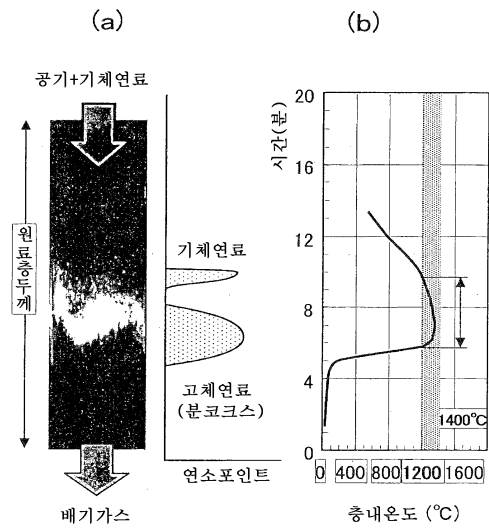 (a)
공기+기체연료
원료층두께
기체연료
고체연료
(분코크스)
연소포인트
배기가스
(b)
시간(분)
20
16
12
8
4
0
1400℃
0 400 800 1200 1600
층내온도 (℃)